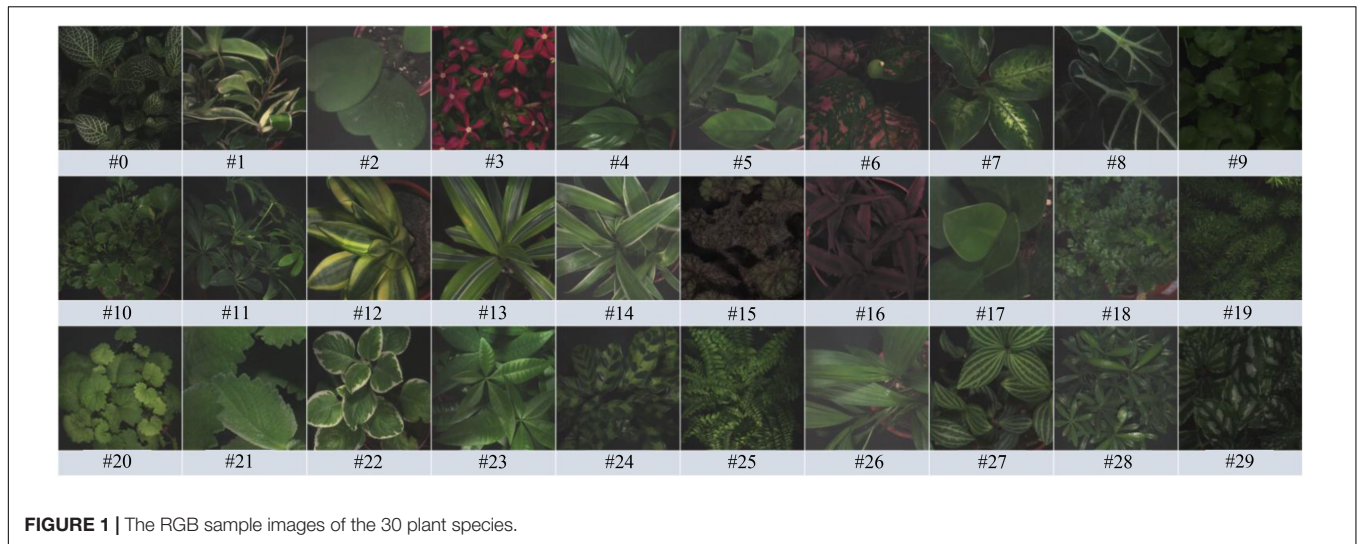 #0 #1 #2 #3 #4 #5 #6 #7 #8 #9
#10 #11 #12 #13 #14 #15 #16 #17 #18 #19
#20 #21 #22 #23 #24 #25 #26 #27 #28 #29
FIGURE 1 | The RGB sample images of the 30 plant species.